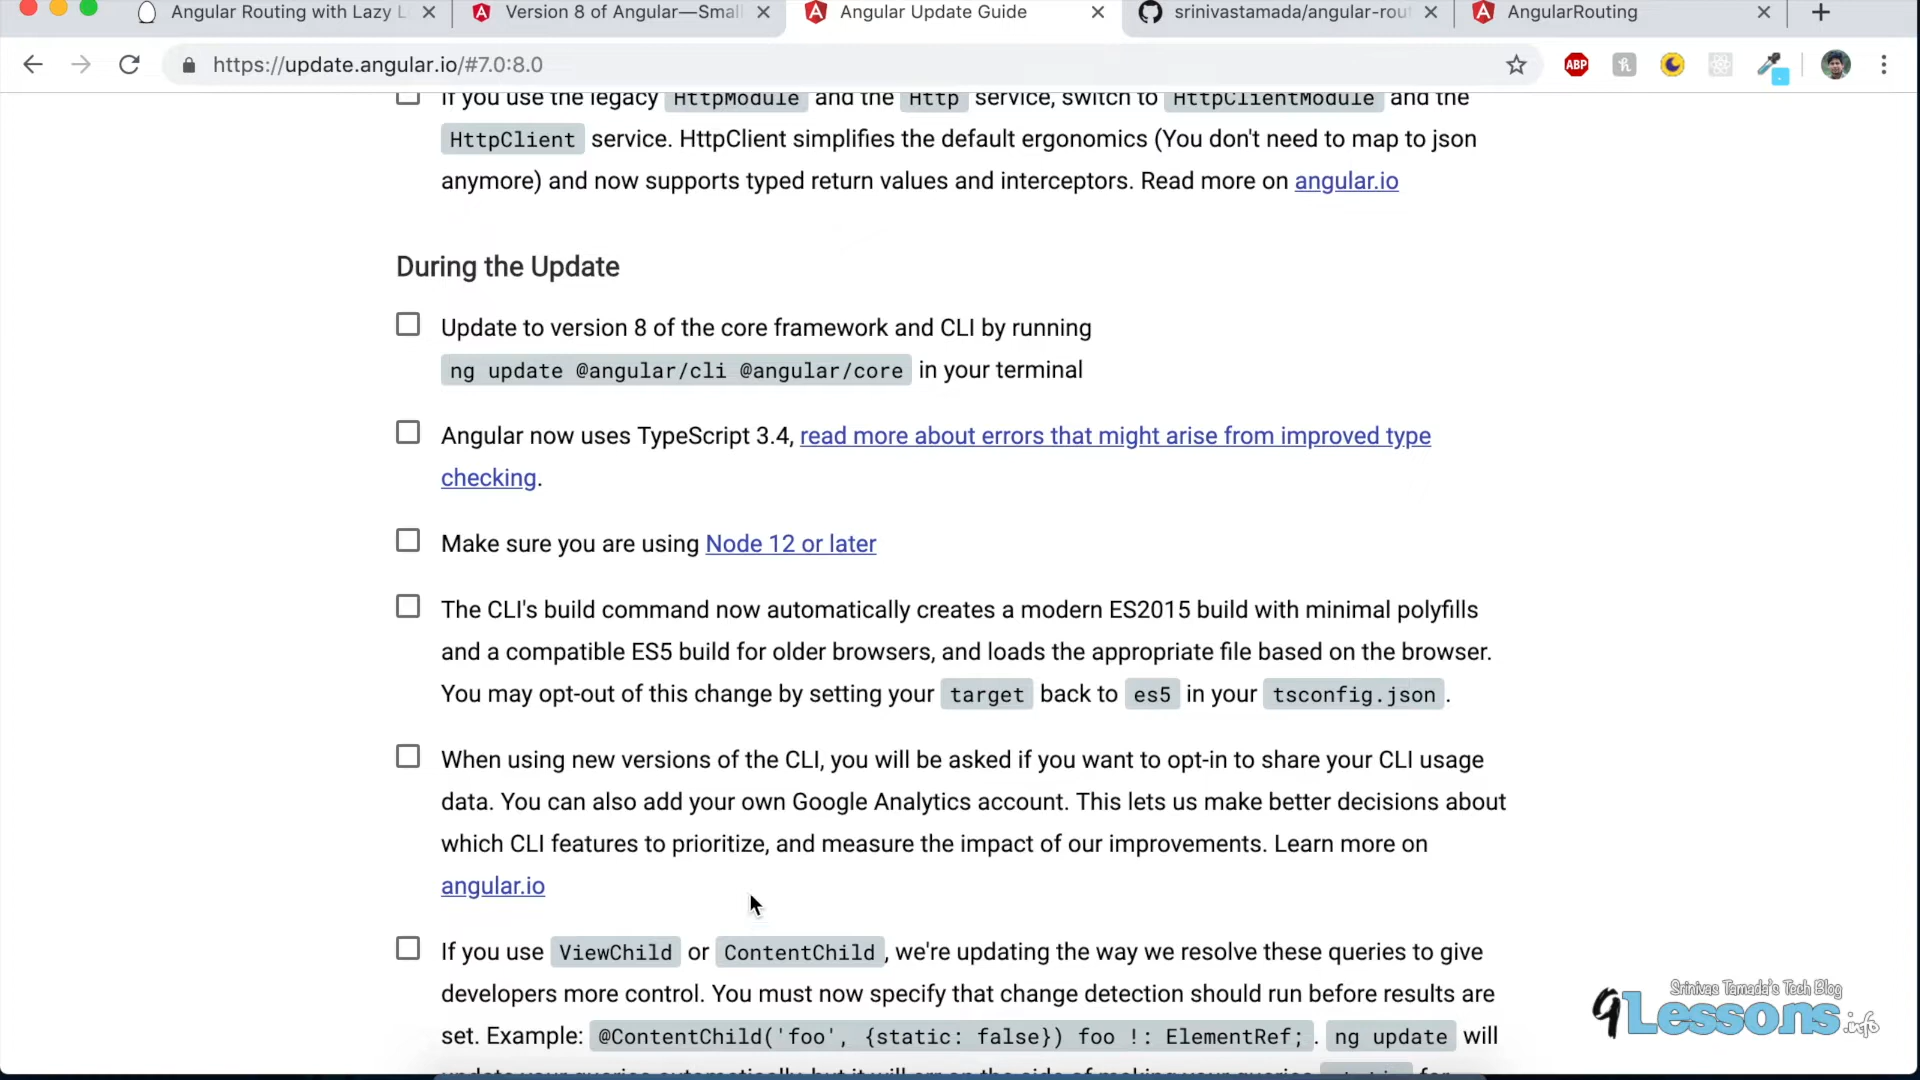 Angular Routing with Lazy L
Version 8 of Angular—Small
Angular Update Guide
srinivastamada/angular-rout
AngularRouting
https://update.angular.io/#7.0:8.0
ABP
If you use the legacy HttpModule and the Http service, switch to HttpClientModule and the
HttpClient service. HttpClient simplifies the default ergonomics (You don't need to map to json
anymore) and now supports typed return values and interceptors. Read more on angular.io
During the Update
Update to version 8 of the core framework and CLI by running
ng update @angular/cli @angular/core in your terminal
Angular now uses TypeScript 3.4, read more about errors that might arise from improved type
checking.
Make sure you are using Node 12 or later
The CLI's build command now automatically creates a modern ES2015 build with minimal polyfills
and a compatible ES5 build for older browsers, and loads the appropriate file based on the browser.
You may opt-out of this change by setting your target back to es5 in your tsconfig.json.
When using new versions of the CLI, you will be asked if you want to opt-in to share your CLI usage
data. You can also add your own Google Analytics account. This lets us make better decisions about
which CLI features to prioritize, and measure the impact of our improvements. Learn more on
angular.io
If you use ViewChild or ContentChild, we're updating the way we resolve these queries to give
developers more control. You must now specify that change detection should run before results are
set. Example: @ContentChild('foo', {static: false}) foo !: ElementRef;. ng update will
Srinivas Tamada's Tech Blog
9Lessons.info